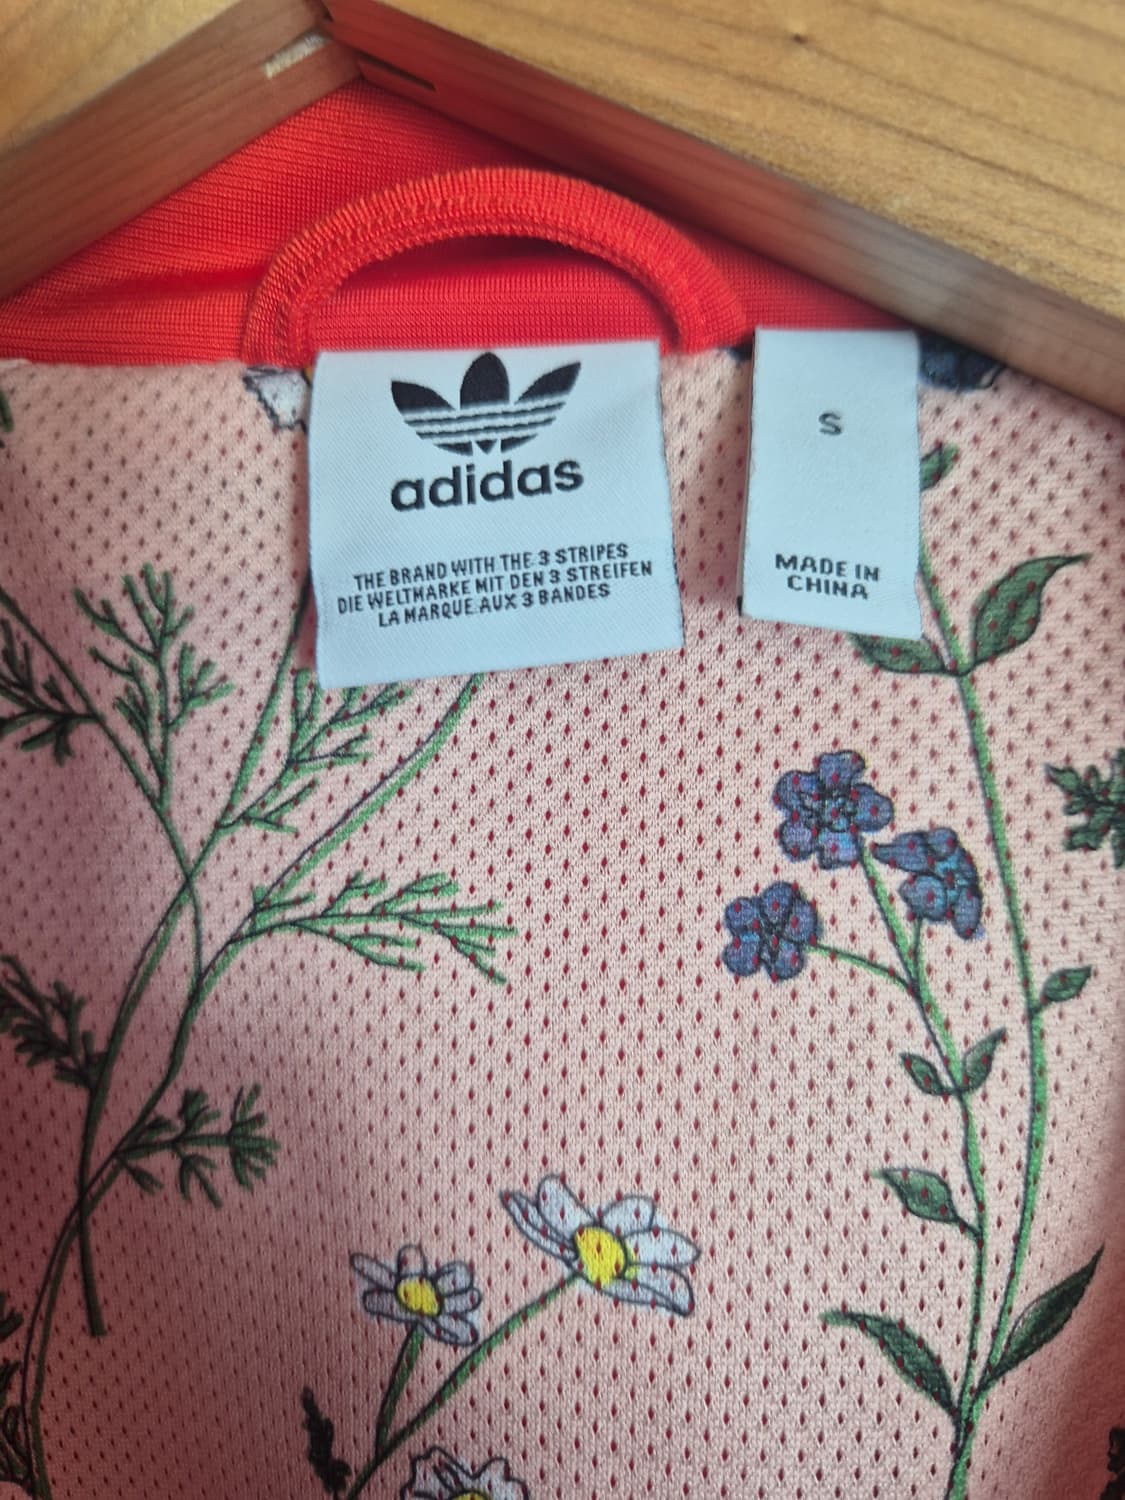 adidas
THE BRAND WITH THE 3 STRIPES
DIE WELTMARKE MIT DEN 3 STREIFEN
LA MARQUE AUX 3 BANDES
S
MADE IN
CHINA